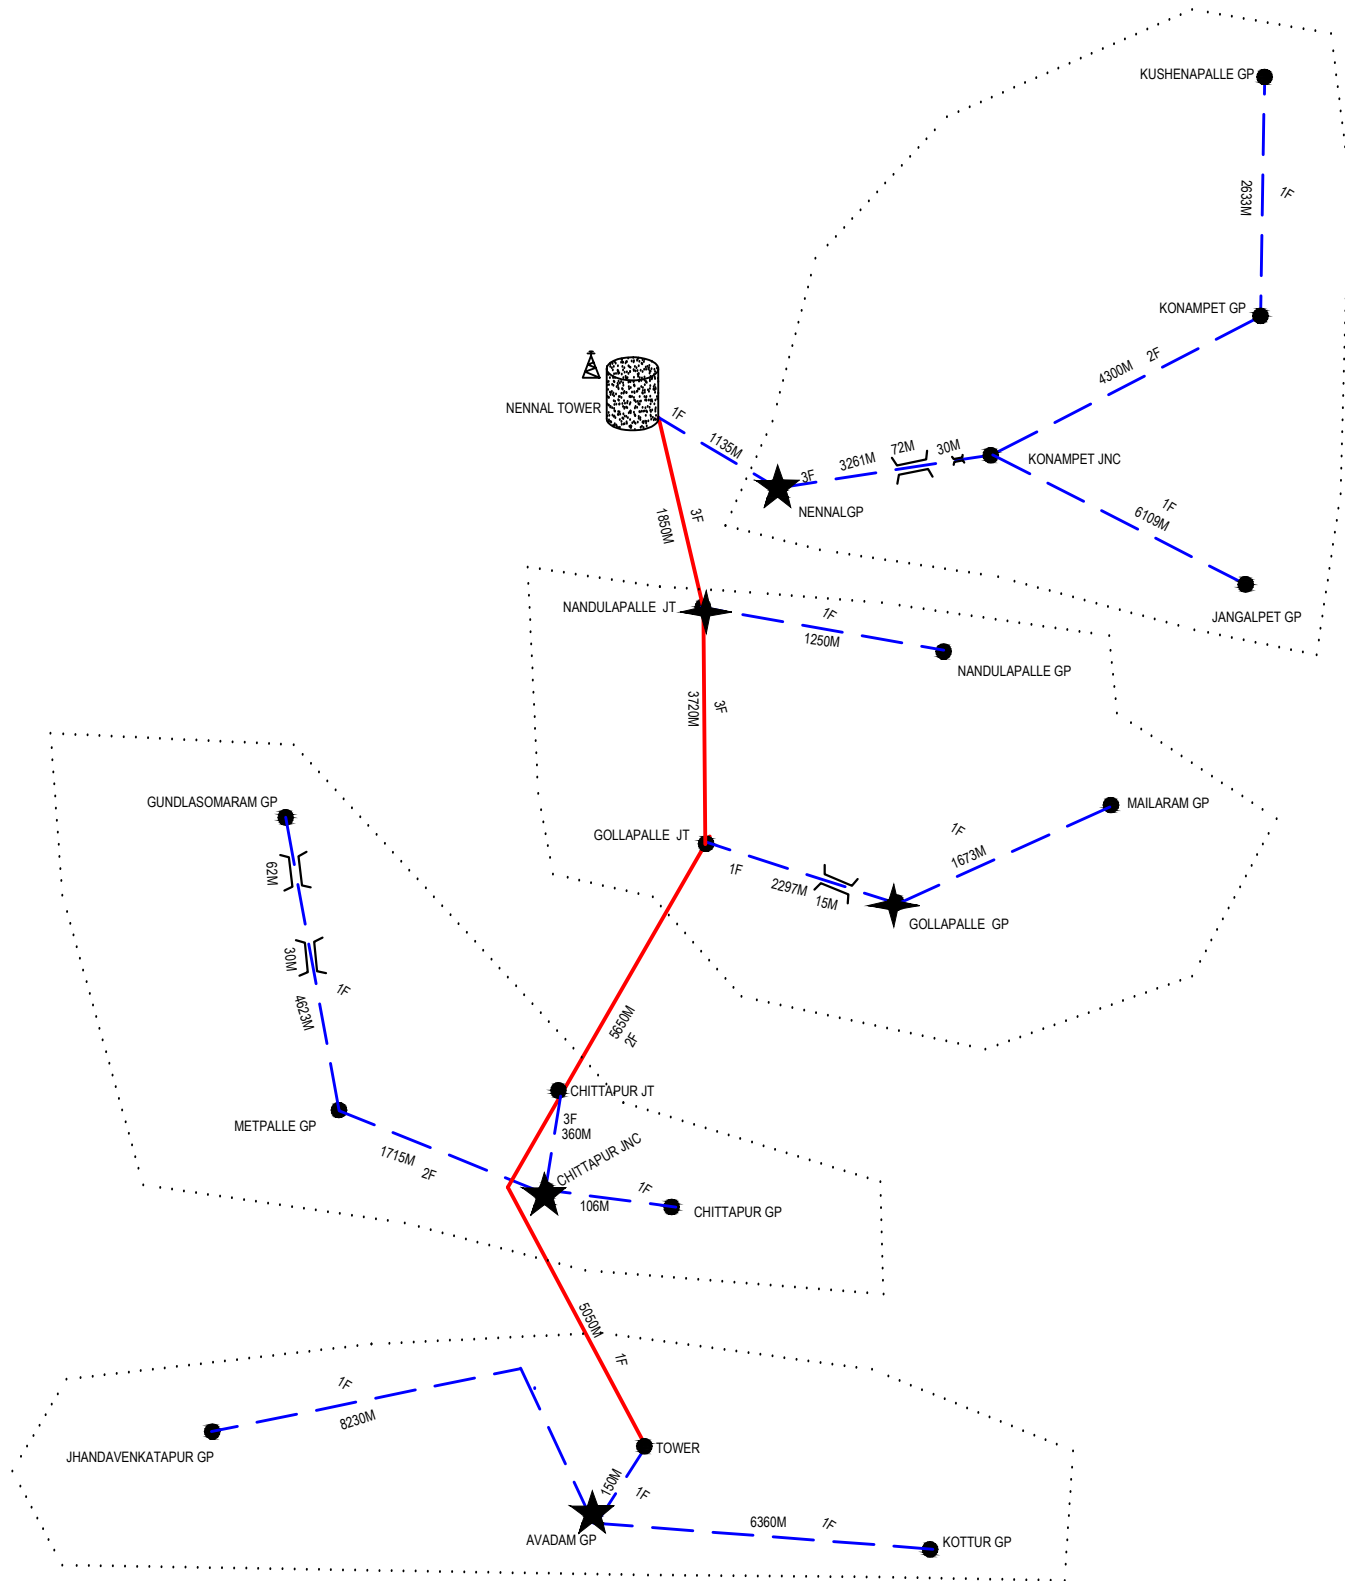 KUSHENAPALLE GP
2633M
1F
KONAMPET GP
4300M
2F
NENNAL TOWER
1F
1135M
3F
3261M
72M
30M
KONAMPET JNC
NENNALGP
1F
6109M
JANGALPET GP
1850M
3F
NANDULAPALLE JT
1F
1250M
NANDULAPALLE GP
3720M
3F
GUNDLASOMARAM GP
MAILARAM GP
GOLLAPALLE JT
1F
1673M
1F
2297M
15M
GOLLAPALLE GP
62M
30M
1F
4623M
5650M
2F
CHITTAPUR JT
METPALLE GP
3F
360M
1715M
2F
CHITTAPUR JNC
1F
106M
CHITTAPUR GP
5050M
1F
1F
8230M
JHANDAVENKATAPUR GP
TOWER
150M
1F
AVADAM GP
6360M
1F
KOTTUR GP